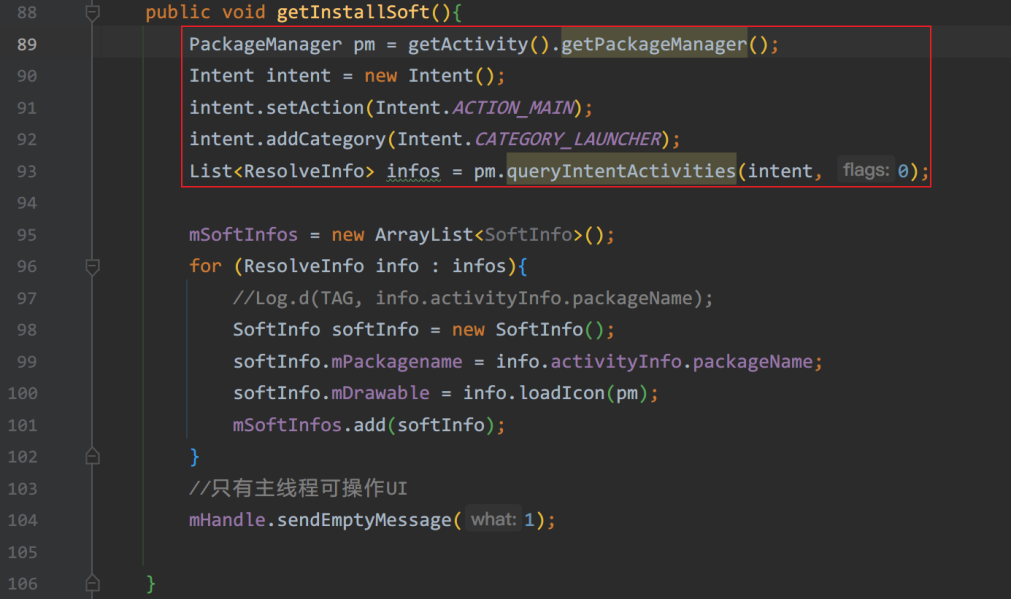 88 public void getInstallSoft(){
89 PackageManager pm = getActivity().getPackageManager();
90 Intent intent = new Intent();
91 intent.setAction(Intent.ACTION_MAIN);
92 intent.addCategory(Intent.CATEGORY_LAUNCHER);
93 List<ResolveInfo> infos = pm.queryIntentActivities(intent, flags: 0);
94
95 mSoftInfos = new ArrayList<SoftInfo>();
96 for (ResolveInfo info : infos){
97 //Log.d(TAG, info.activityInfo.packageName);
98 SoftInfo softInfo = new SoftInfo();
99 softInfo.mPackagename = info.activityInfo.packageName;
100 softInfo.mDrawable = info.loadIcon(pm);
101 mSoftInfos.add(softInfo);
102 }
103 //只有主线程可操作UI
104 mHandle.sendEmptyMessage( what: 1);
105
106 }